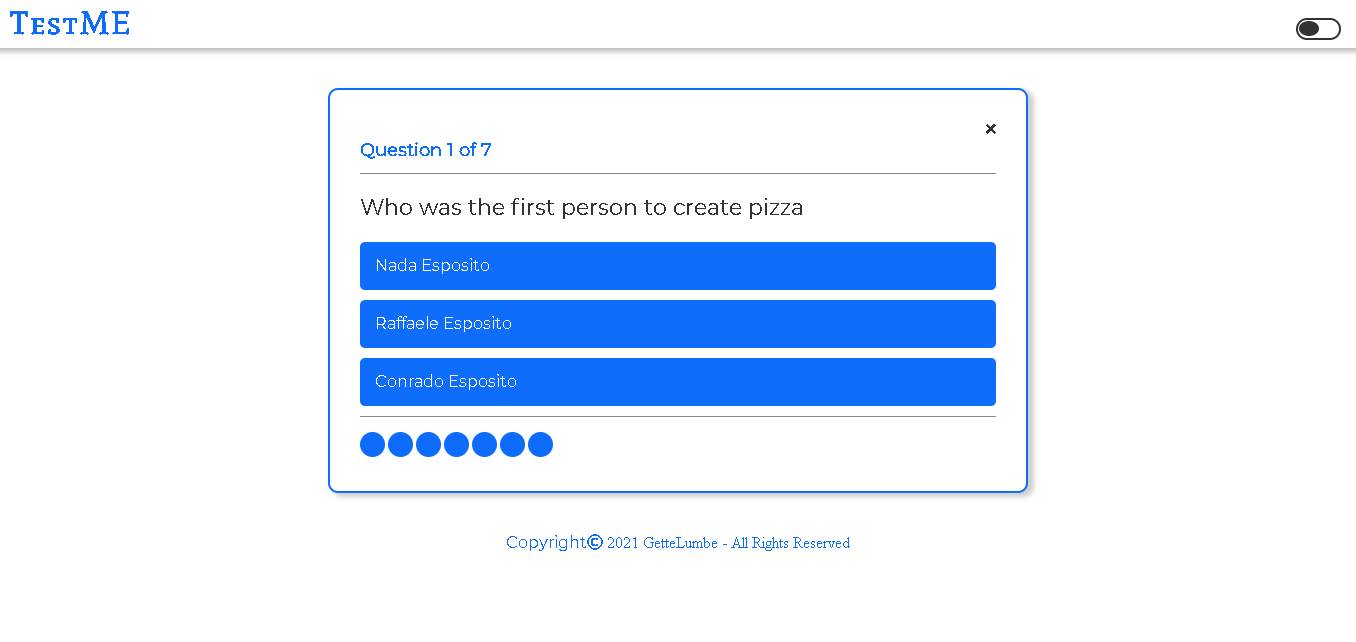 TestME
×
Question 1 of 7
Who was the first person to create pizza
Nada Esposito
Raffaele Esposito
Conrado Esposito
Copyright© 2021 GetteLumbe - All Rights Reserved